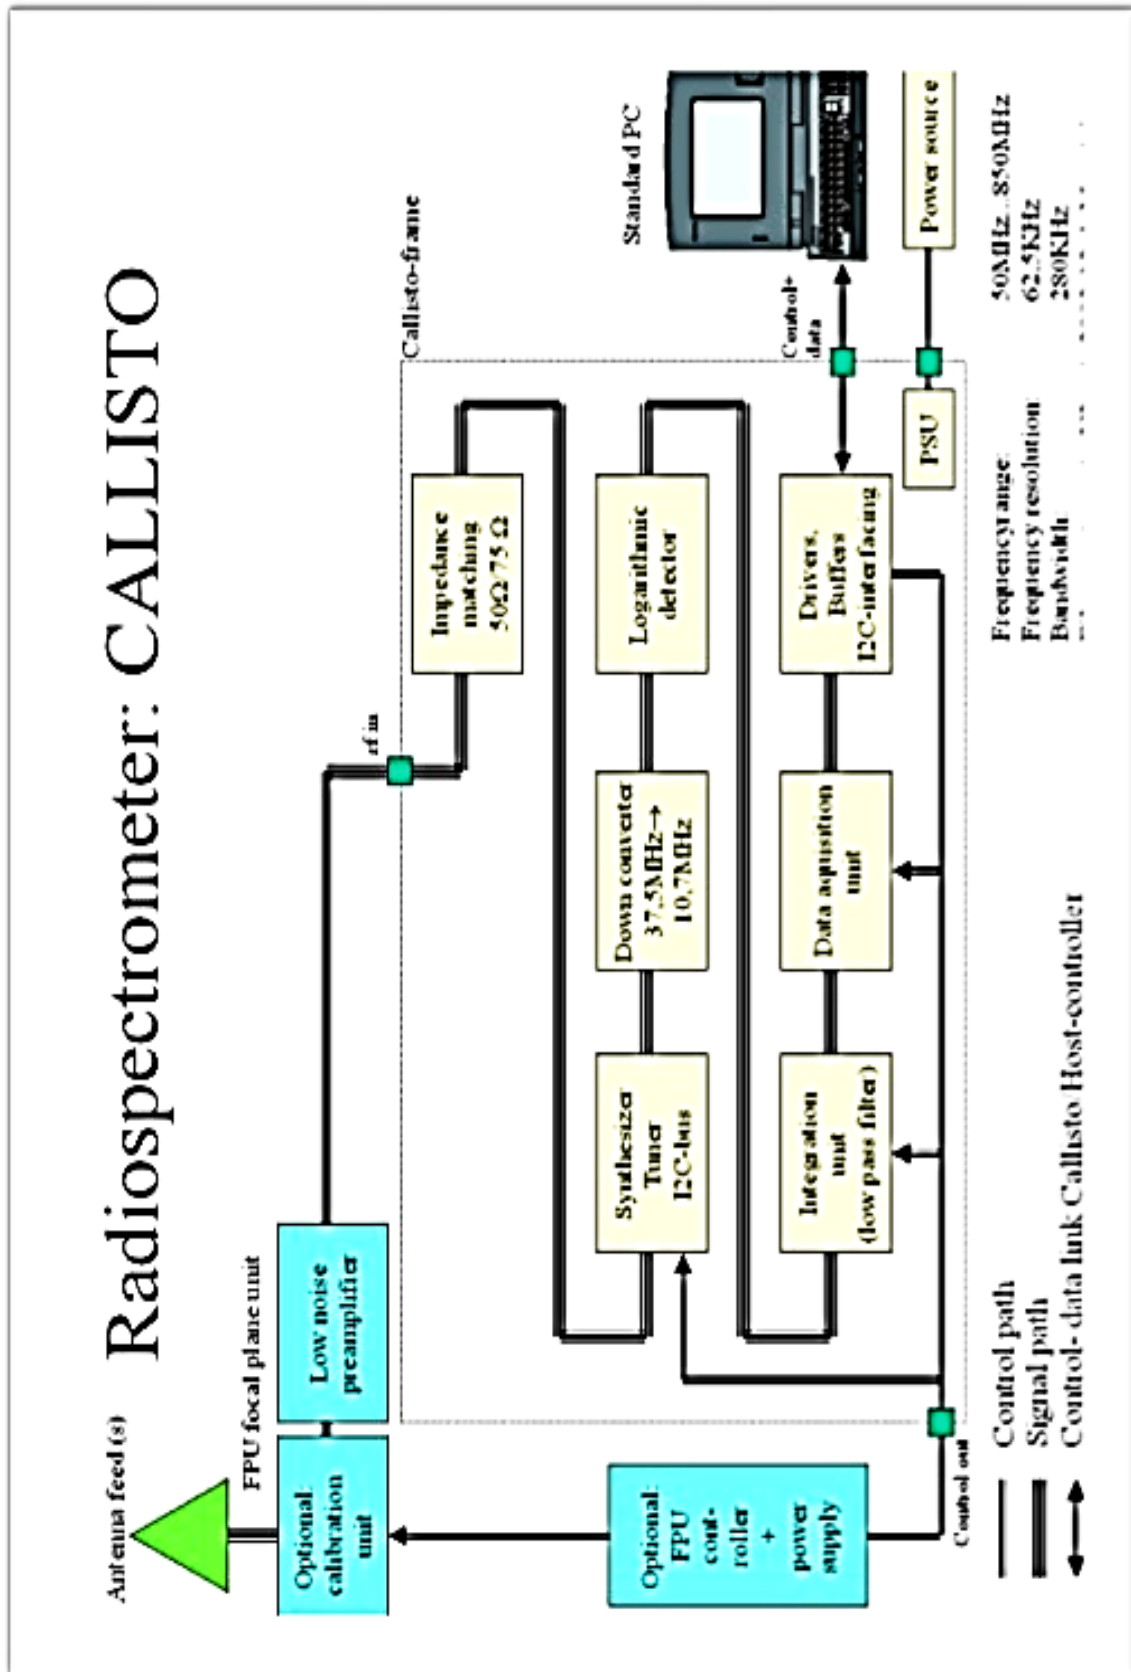 Radiospectrometer: CALLISTO
Antenna feed (s)
FPU focal plane unit
Optional:
calibration
unit
Low noise
preamplifier
rf in
Callisto-frame
Impedance
matching
50Ω/75 Ω
Synthesizer
Tuner
I2C-bus
Down converter
37,5MHz→
10,7MHz
Logarithmic
detector
Standard PC
Optional:
FPU
cont-
roller
+
power
supply
Integration
unit
(low pass filter)
Data aqusition
unit
Drivers,
Buffers
I2C-interfacing
Control+
data
PSU
Power source
Control out
Control path
Signal path
Control- data link Callisto Host-controller
Frequencyrange: 50MHz...850MHz
Frequency resolution: 62.5KHz
Bandwidth: 280KHz